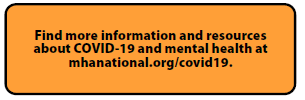 Find more information and resources
about COVID-19 and mental health at
mhanational.org/covid19.